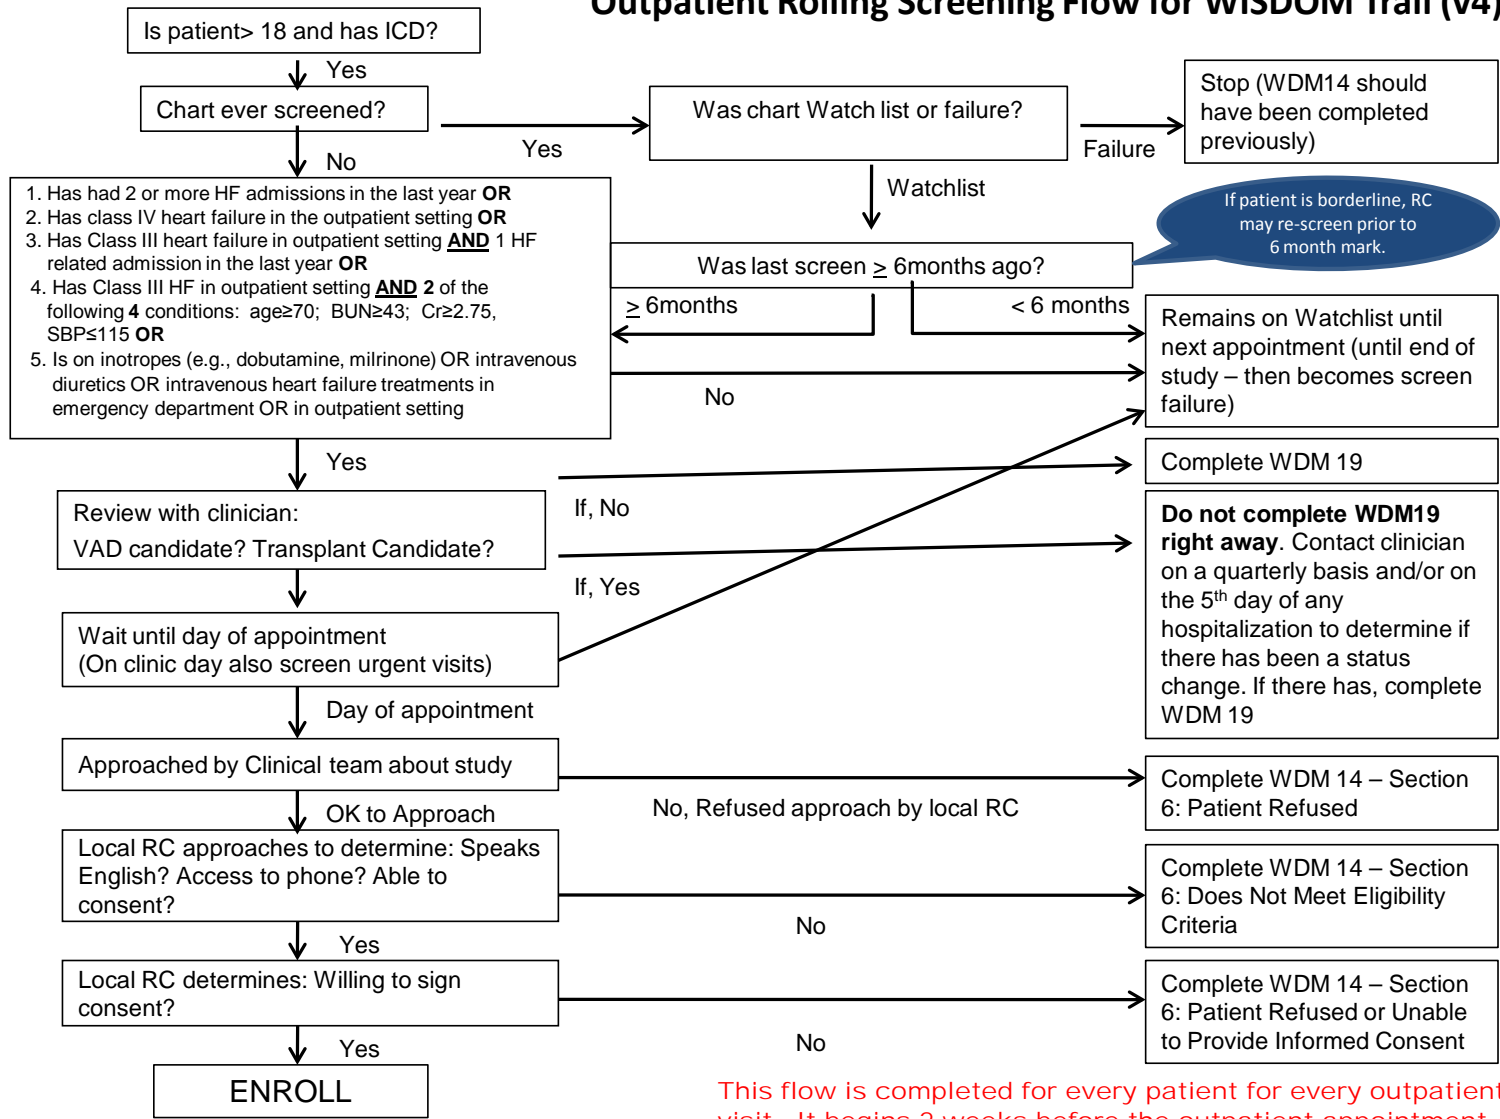 Outpatient Rolling Screening Flow for WISDOM Trail (v4)
Is patient> 18 and has ICD?
Yes
Chart ever screened?
Yes
Was chart Watch list or failure?
Failure
Stop (WDM14 should
have been completed
previously)
No
Watchlist
If patient is borderline, RC
may re-screen prior to
6 month mark.
1. Has had 2 or more HF admissions in the last year OR
2. Has class IV heart failure in the outpatient setting OR
3. Has Class III heart failure in outpatient setting AND 1 HF
related admission in the last year OR
4. Has Class III HF in outpatient setting AND 2 of the
following 4 conditions: age≥70; BUN≥43; Cr≥2.75,
SBP≤115 OR
5. Is on inotropes (e.g., dobutamine, milrinone) OR intravenous
diuretics OR intravenous heart failure treatments in
emergency department OR in outpatient setting
Was last screen ≥ 6months ago?
≥ 6months
< 6 months
No
Remains on Watchlist until
next appointment (until end of
study – then becomes screen
failure)
Yes
Review with clinician:
VAD candidate? Transplant Candidate?
If, No
Complete WDM 19
If, Yes
Do not complete WDM19
right away. Contact clinician
on a quarterly basis and/or on
the 5th day of any
hospitalization to determine if
there has been a status
change. If there has, complete
WDM 19
Wait until day of appointment
(On clinic day also screen urgent visits)
Day of appointment
Approached by Clinical team about study
No, Refused approach by local RC
Complete WDM 14 – Section
6: Patient Refused
OK to Approach
Local RC approaches to determine: Speaks
English? Access to phone? Able to
consent?
No
Complete WDM 14 – Section
6: Does Not Meet Eligibility
Criteria
Yes
Local RC determines: Willing to sign
consent?
No
Complete WDM 14 – Section
6: Patient Refused or Unable
to Provide Informed Consent
Yes
ENROLL
This flow is completed for every patient for every outpatient
visit. It begins 2 weeks before the outpatient appointment